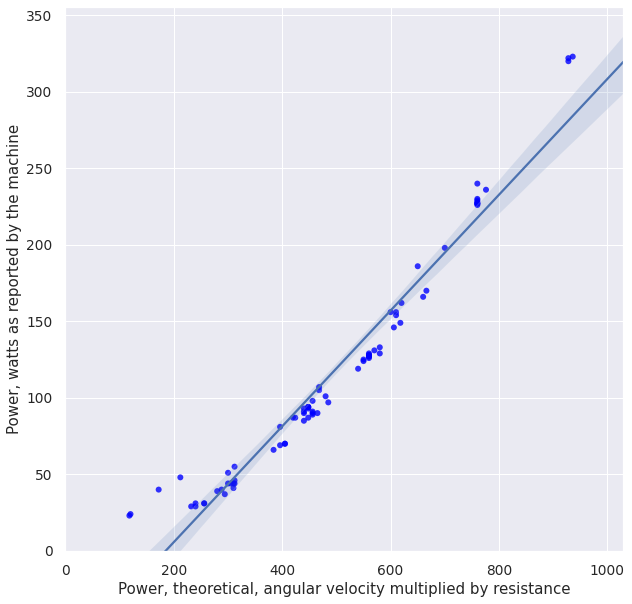 350
300
250
200
150
100
50
0
0 200 400 600 800 1000
Power, theoretical, angular velocity multiplied by resistance
Power, watts as reported by the machine